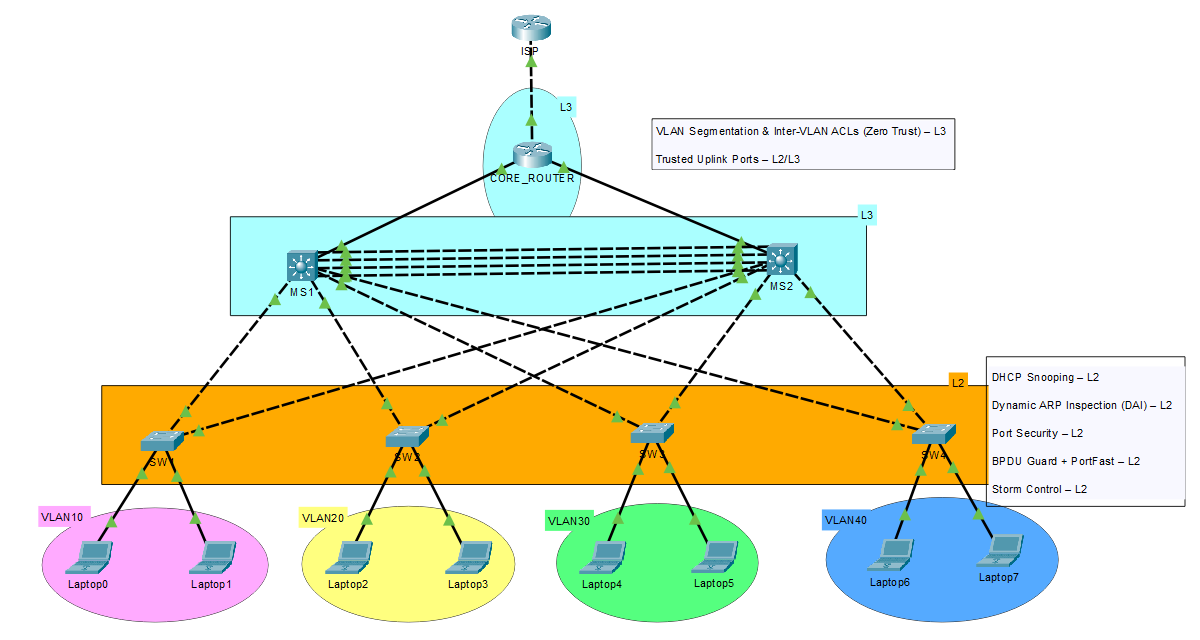 ISP
L3
VLAN Segmentation & Inter-VLAN ACLs (Zero Trust) – L3
Trusted Uplink Ports – L2/L3
CORE_ROUTER
L3
MS1
MS2
L2
DHCP Snooping – L2
Dynamic ARP Inspection (DAI) – L2
Port Security – L2
BPDU Guard + PortFast – L2
Storm Control – L2
SW1
SW2
SW3
SW4
VLAN10
VLAN20
VLAN30
VLAN40
Laptop0
Laptop1
Laptop2
Laptop3
Laptop4
Laptop5
Laptop6
Laptop7